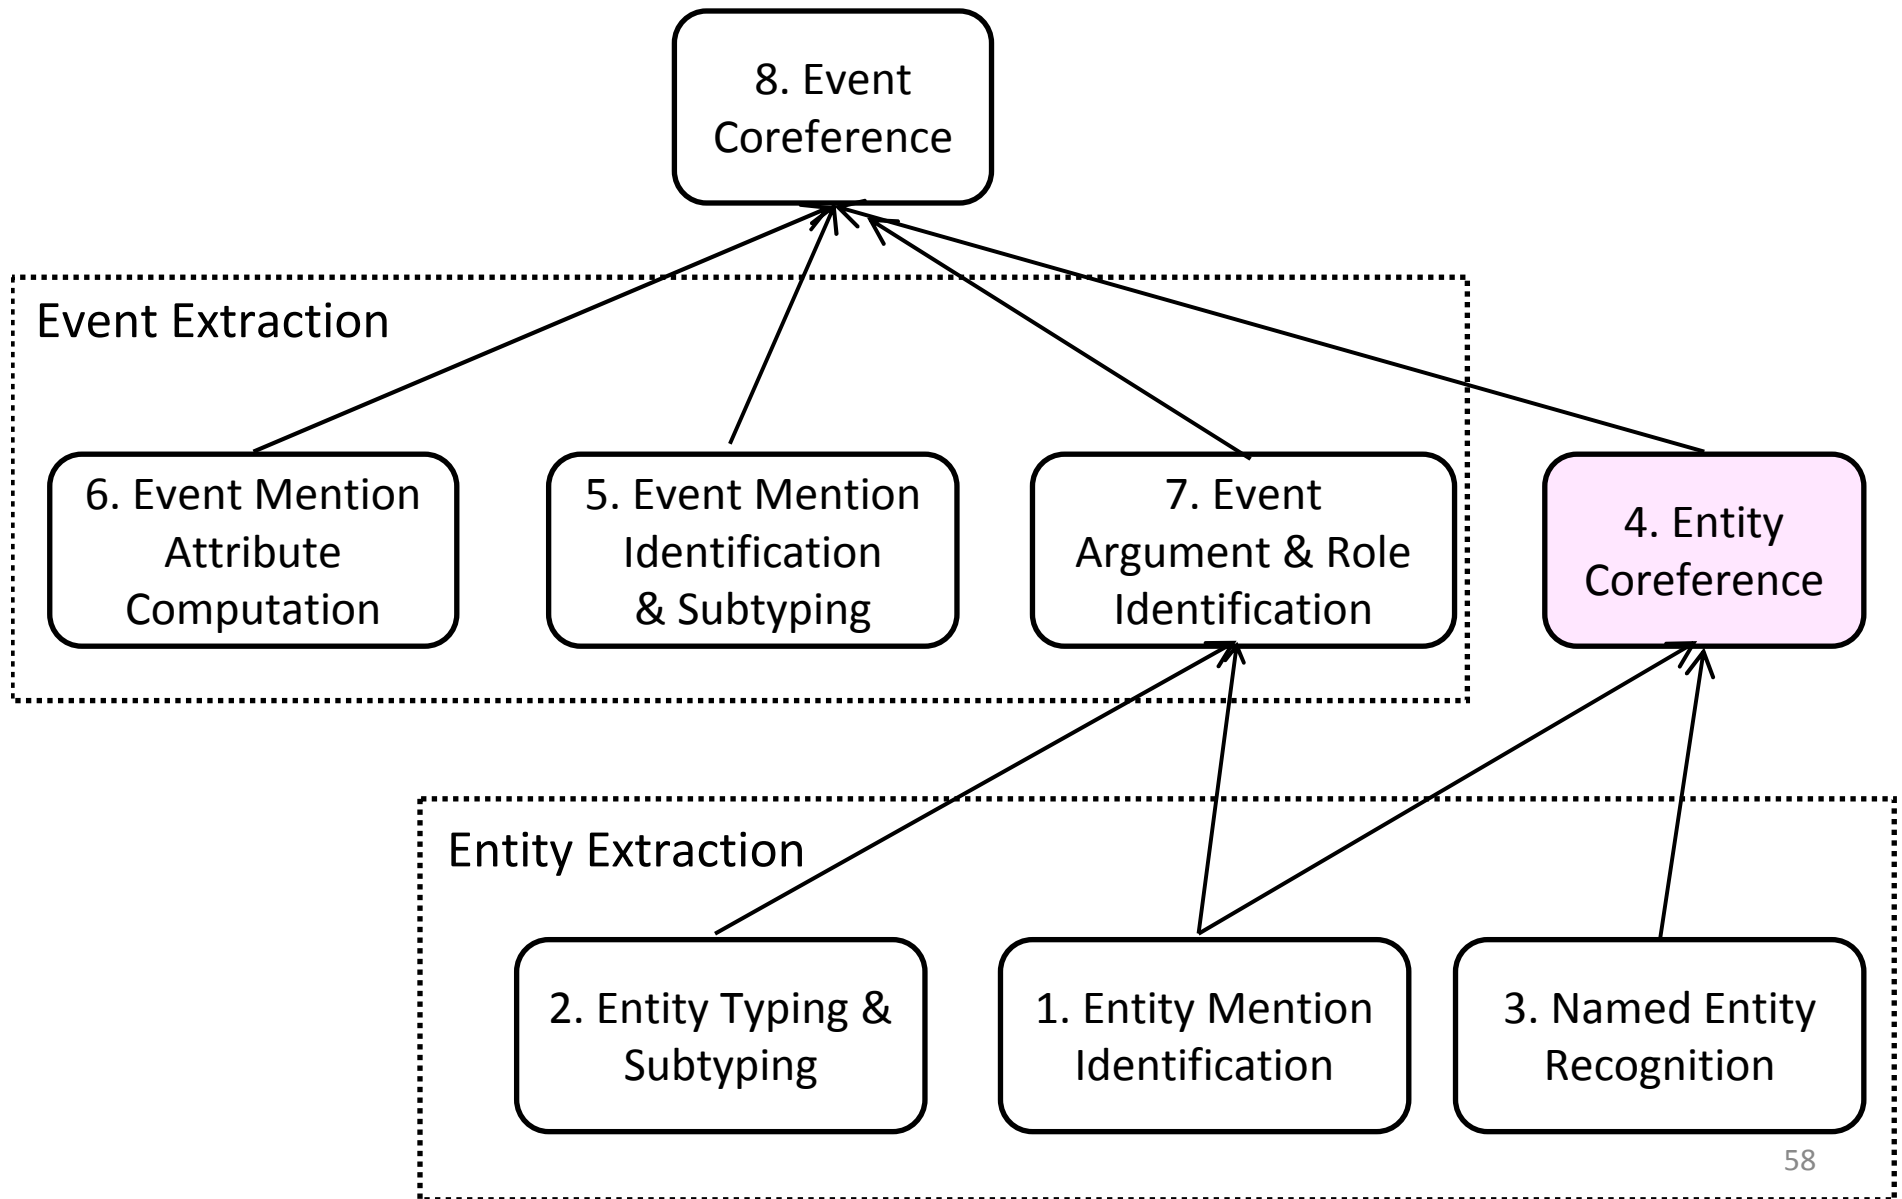 8. Event
Coreference
Event Extraction
6. Event Mention
Attribute
Computation
5. Event Mention
Identification
& Subtyping
7. Event
Argument & Role
Identification
4. Entity
Coreference
Entity Extraction
2. Entity Typing &
Subtyping
1. Entity Mention
Identification
3. Named Entity
Recognition
58